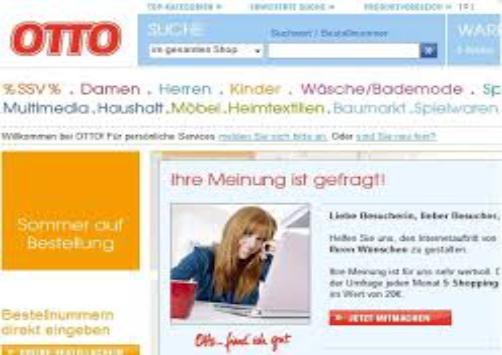 TOP-KATEGORIEN » ERWEITERTE SUCHE » PRODUKTVERGLEICH »
OTTO
SUCHE
Suchwort / Bestellnummer
WAR
im gesamten Shop
%SSV% . Damen . Herren . Kinder . Wäsche/Bademode . Sp
Multimedia . Haushalt . Möbel . Heimtextilien . Baumarkt . Spielwaren
Willkommen bei OTTO! Für persönliche Services melden Sie sich bitte an. Oder sind Sie neu hier?
Sommer auf
Bestellung
Ihre Meinung ist gefragt!
Liebe Besucherin, lieber Besucher,
Helfen Sie uns, den Internetauftritt von
Ihren Wünschen zu gestalten.
Ihre Meinung ist für uns sehr wertvoll.
der Umfrage jeden Monat 5 Shopping
im Wert von 20€.
JETZT MITMACHEN
Otto... find' ich gut
Bestellnummern
direkt eingeben
ONLINE-BESTELLSCHEIN